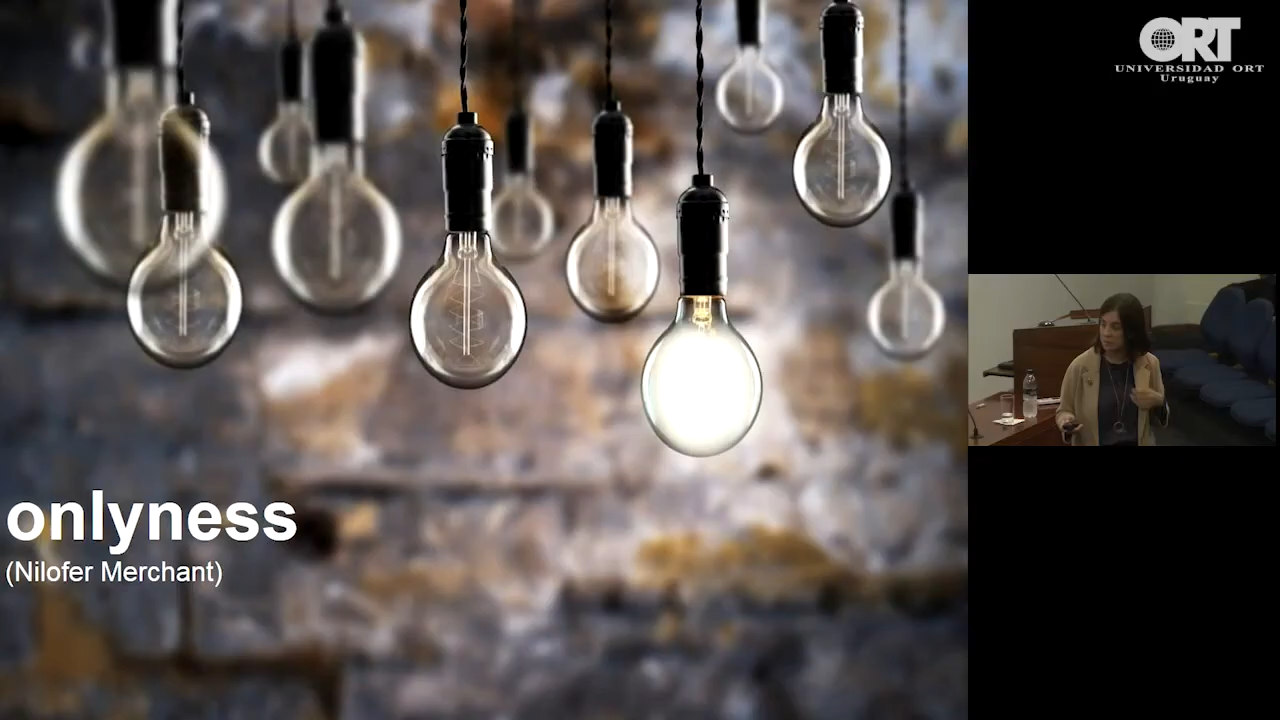 onlyness
(Nilofer Merchant)
ORT
UNIVERSIDAD ORT
Uruguay